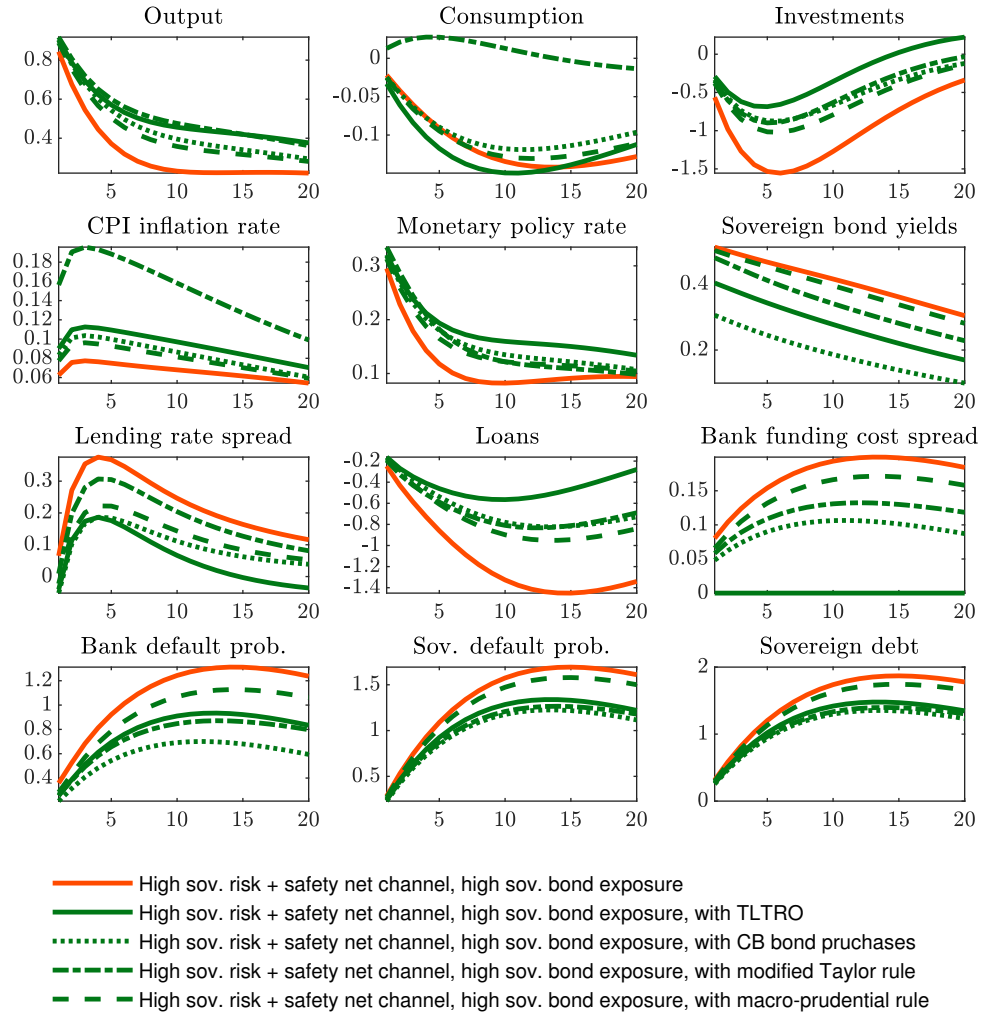 Output Consumption Investments
0.8
0.6
0.4
5 10 15 20
0
-0.05
-0.1
5 10 15 20
0
-0.5
-1
-1.5
5 10 15 20
CPI inflation rate Monetary policy rate Sovereign bond yields
0.18
0.16
0.14
0.12
0.1
0.08
0.06
5 10 15 20
0.3
0.2
0.1
5 10 15 20
0.4
0.2
5 10 15 20
Lending rate spread Loans Bank funding cost spread
0.3
0.2
0.1
0
5 10 15 20
-0.2
-0.4
-0.6
-0.8
-1
-1.2
-1.4
5 10 15 20
0.15
0.1
0.05
0
5 10 15 20
Bank default prob. Sov. default prob. Sovereign debt
1.2
1
0.8
0.6
0.4
5 10 15 20
1.5
1
0.5
5 10 15 20
2
1
0
5 10 15 20
High sov. risk + safety net channel, high sov. bond exposure
High sov. risk + safety net channel, high sov. bond exposure, with TLTRO
High sov. risk + safety net channel, high sov. bond exposure, with CB bond pruchases
High sov. risk + safety net channel, high sov. bond exposure, with modified Taylor rule
High sov. risk + safety net channel, high sov. bond exposure, with macro-prudential rule